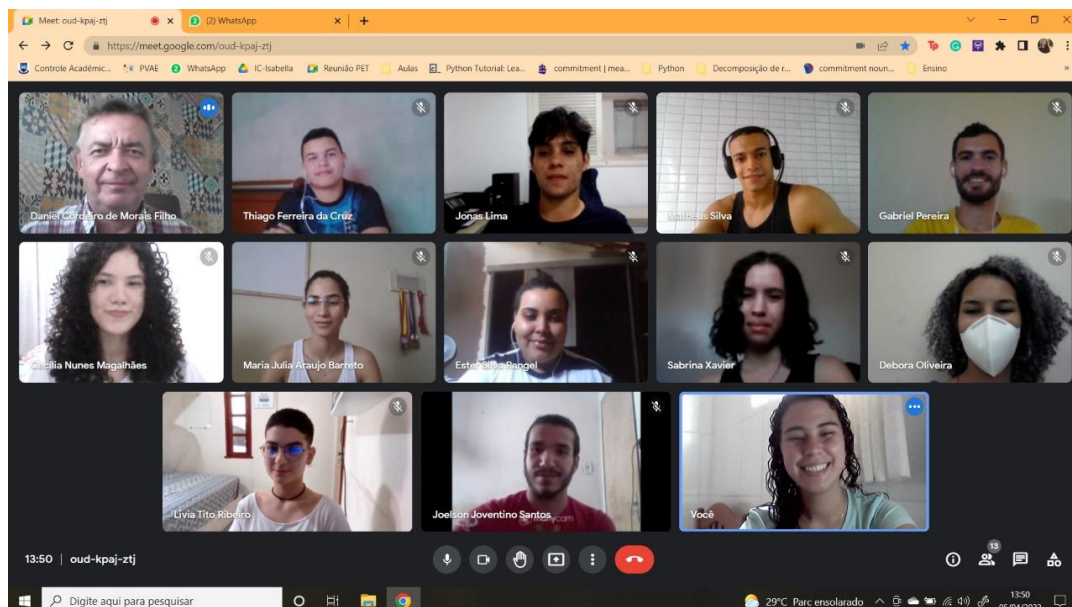 Meet: oud-kpaj-ztj
(2) WhatsApp
https://meet.google.com/oud-kpaj-ztj
Controle Acadêmic... PVAE WhatsApp IC-Isabella Reunião PET Aulas Python Tutorial: Lea... commitment | mea... Python Decomposição de r... commitment noun... Ensino
Daniel Cordeiro de Morais Filho
Thiago Ferreira da Cruz
Jonas Lima
Matheus Silva
Gabriel Pereira
Cecília Nunes Magalhães
Maria Julia Araujo Barreto
Ester Silva Rangel
Sabrina Xavier
Debora Oliveira
Livia Tito Ribeiro
Joelson Joventino Santos
Você
13:50 | oud-kpaj-ztj
13
Digite aqui para pesquisar
29°C Parc ensolarado
13:50
05/04/2022